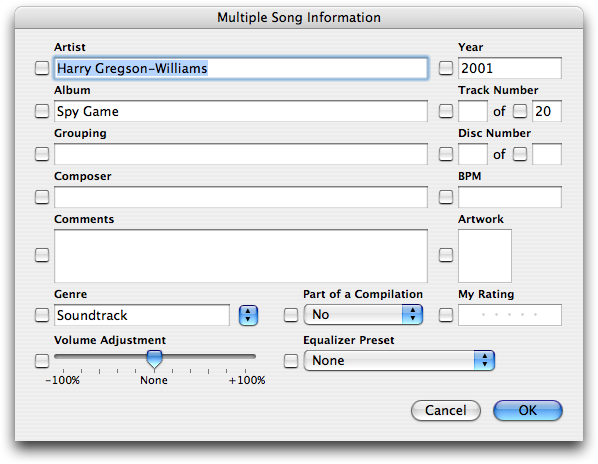 Multiple Song Information
Artist
Year
Harry Gregson-Williams
2001
Album
Track Number
Spy Game
of
20
Grouping
Disc Number
of
Composer
BPM
Comments
Artwork
Genre
Part of a Compilation
My Rating
Soundtrack
No
Volume Adjustment
Equalizer Preset
None
-100%
None
+100%
Cancel
OK